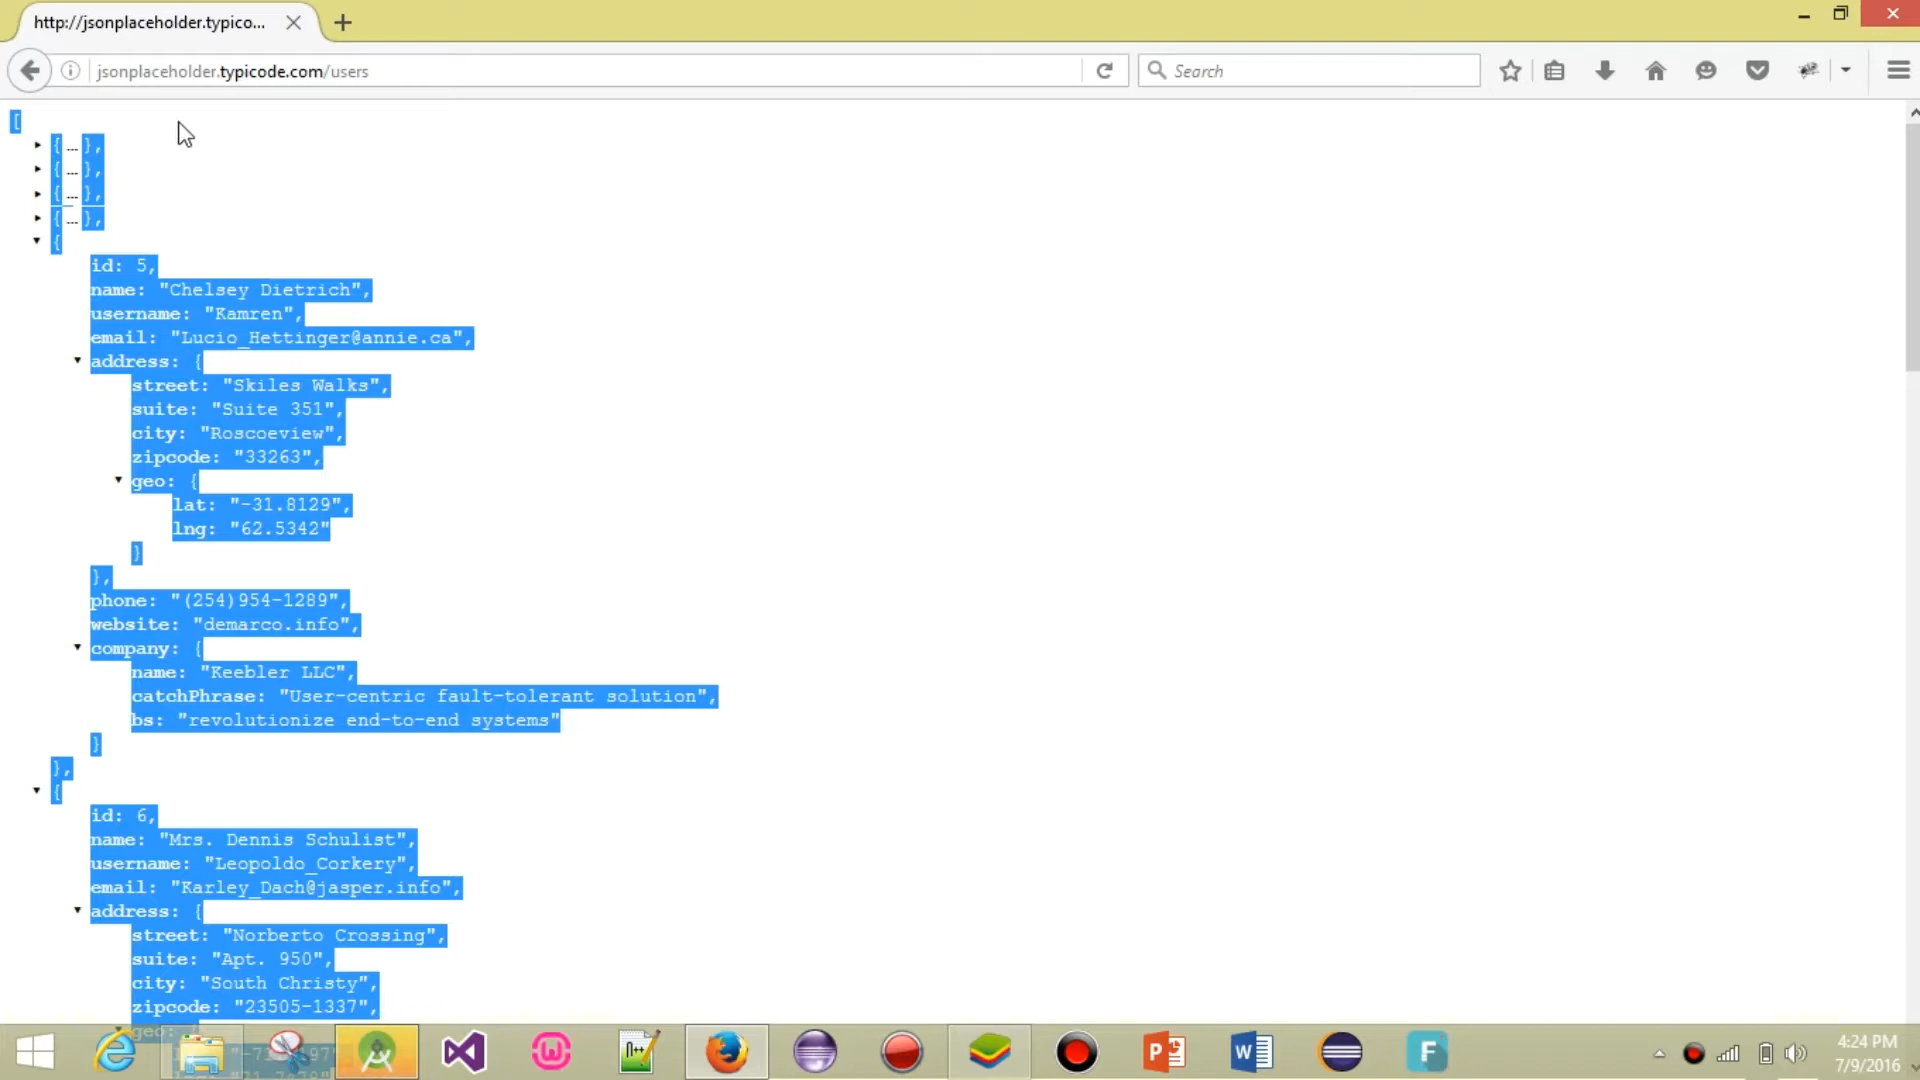 http://jsonplaceholder.typico...
jsonplaceholder.typicode.com/users
Search
[
{ … },
{ … },
{ … },
{ … },
{
id: 5,
name: "Chelsey Dietrich",
username: "Kamren",
email: "Lucio_Hettinger@annie.ca",
address: {
street: "Skiles Walks",
suite: "Suite 351",
city: "Roscoeview",
zipcode: "33263",
geo: {
lat: "-31.8129",
lng: "62.5342"
}
},
phone: "(254)954-1289",
website: "demarco.info",
company: {
name: "Keebler LLC",
catchPhrase: "User-centric fault-tolerant solution",
bs: "revolutionize end-to-end systems"
}
},
{
id: 6,
name: "Mrs. Dennis Schulist",
username: "Leopoldo_Corkery",
email: "Karley_Dach@jasper.info",
address: {
street: "Norberto Crossing",
suite: "Apt. 950",
city: "South Christy",
zipcode: "23505-1337",
geo: {
4:24 PM
7/9/2016